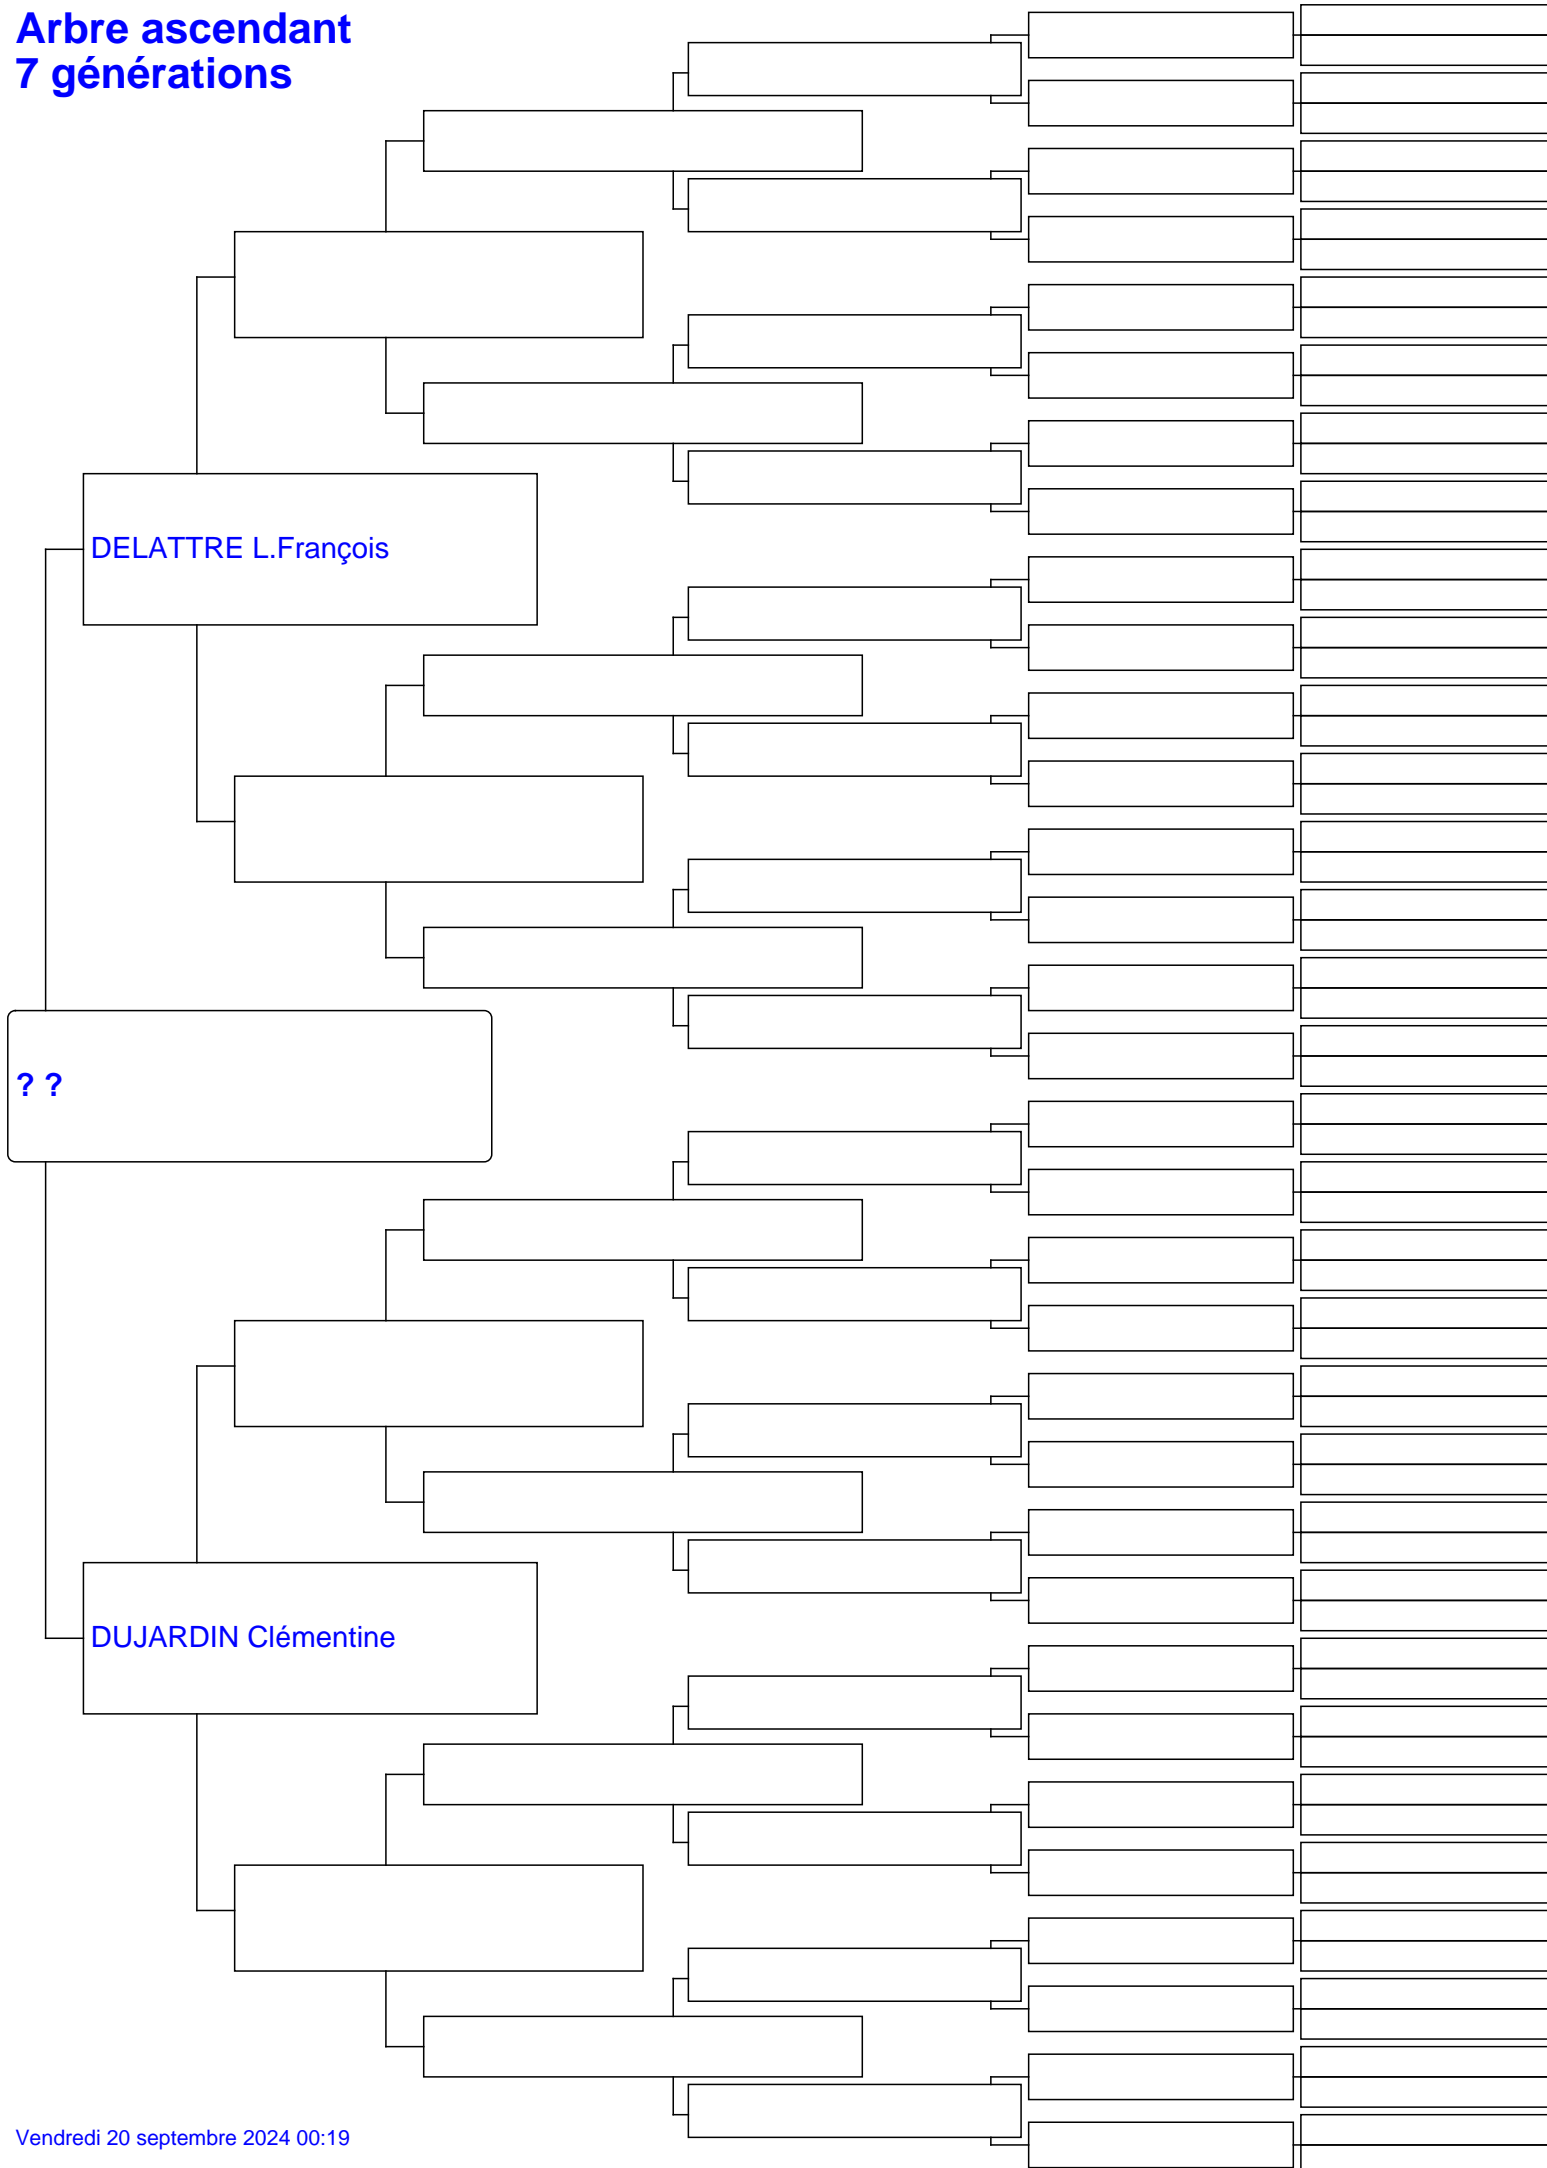 Arbre ascendant
7 générations
DELATTRE L.François
? ?
DUJARDIN Clémentine
Vendredi 20 septembre 2024 00:19